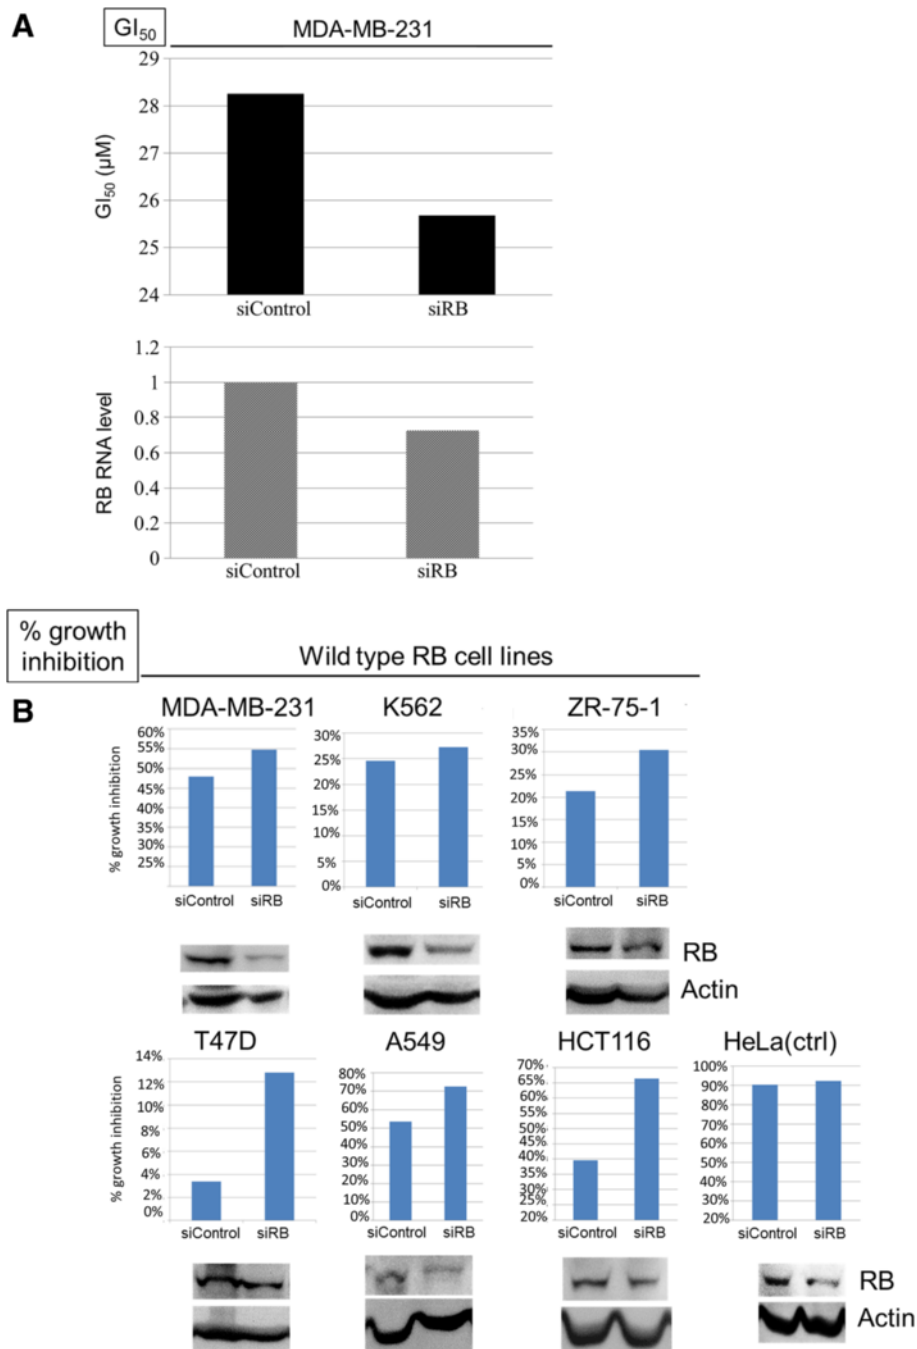 A
GI50
MDA-MB-231
29
28
27
26
25
24
GI50 (µM)
siControl
siRB
1.2
1
0.8
0.6
0.4
0.2
0
RB RNA level
siControl
siRB
% growth
inhibition
Wild type RB cell lines
B
MDA-MB-231
K562
ZR-75-1
% growth inhibition
60%
55%
50%
45%
40%
35%
30%
25%
siControl siRB
30%
25%
20%
15%
10%
5%
0%
siControl siRB
35%
30%
25%
20%
15%
10%
5%
0%
siControl siRB
RB
Actin
T47D
A549
HCT116
HeLa(ctrl)
% growth inhibition
14%
12%
10%
8%
6%
4%
2%
0%
siControl siRB
80%
70%
60%
50%
40%
30%
20%
10%
0%
siControl siRB
70%
65%
60%
55%
50%
45%
40%
35%
30%
25%
20%
siControl siRB
100%
90%
80%
70%
60%
50%
40%
30%
20%
siControl siRB
RB
Actin